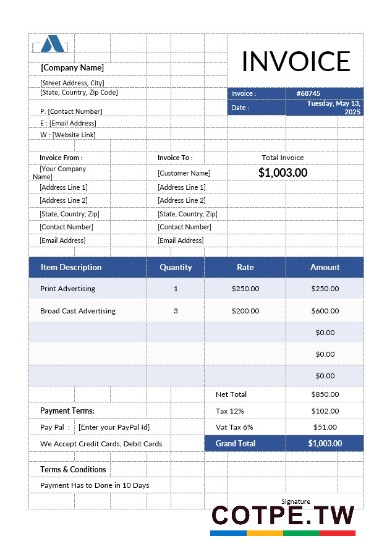 INVOICE
[Company Name]
[Street Address, City]
[State, Country, Zip Code]
Invoice : #68745
P: [Contact Number]
Date : Tuesday, May 13, 2025
E : [Email Address]
W : [Website Link]
Invoice From : Invoice To : Total Invoice
[Your Company Name] [Customer Name] $1,003.00
[Address Line 1] [Address Line 1]
[Address Line 2] [Address Line 2]
[State, Country, Zip] [State, Country, Zip]
[Contact Number] [Contact Number]
[Email Address] [Email Address]
Item Description Quantity Rate Amount
Print Advertising 1 $250.00 $250.00
Broad Cast Advertising 3 $200.00 $600.00
$0.00
$0.00
$0.00
Net Total $850.00
Payment Terms: Tax 12% $102.00
Pay Pal : [Enter your PayPal Id] Vat Tax 6% $51.00
We Accept Credit Cards, Debit Cards Grand Total $1,003.00
Terms & Conditions
Payment Has to Done in 10 Days
Signature
COTPE.TW